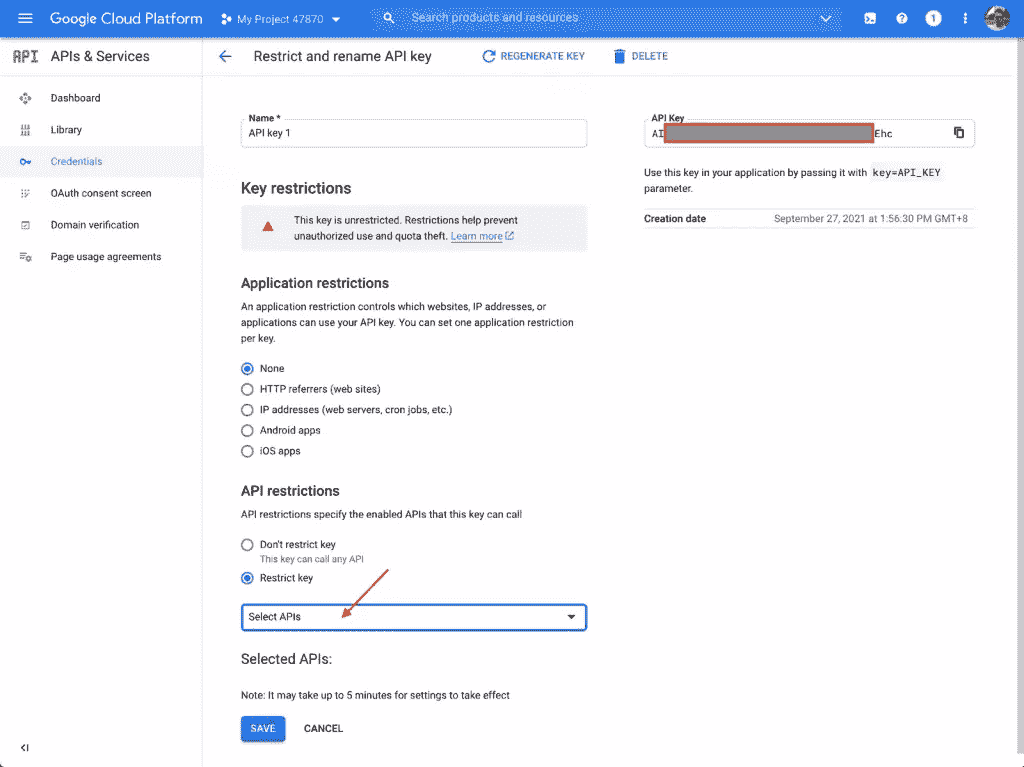 Google Cloud Platform
My Project 47870
Search products and resources
1
API APIs & Services
Restrict and rename API key
REGENERATE KEY
DELETE
Dashboard
Library
Credentials
OAuth consent screen
Domain verification
Page usage agreements
Name *
API key 1
Key restrictions
This key is unrestricted. Restrictions help prevent
unauthorized use and quota theft. Learn more
Application restrictions
An application restriction controls which websites, IP addresses, or
applications can use your API key. You can set one application restriction
per key.
None
HTTP referrers (web sites)
IP addresses (web servers, cron jobs, etc.)
Android apps
iOS apps
API restrictions
API restrictions specify the enabled APIs that this key can call
Don't restrict key
This key can call any API
Restrict key
Select APIs
Selected APIs:
Note: It may take up to 5 minutes for settings to take effect
SAVE
CANCEL
API Key
AI Ehc
Use this key in your application by passing it with key=API_KEY
parameter.
Creation date September 27, 2021 at 1:56:30 PM GMT+8